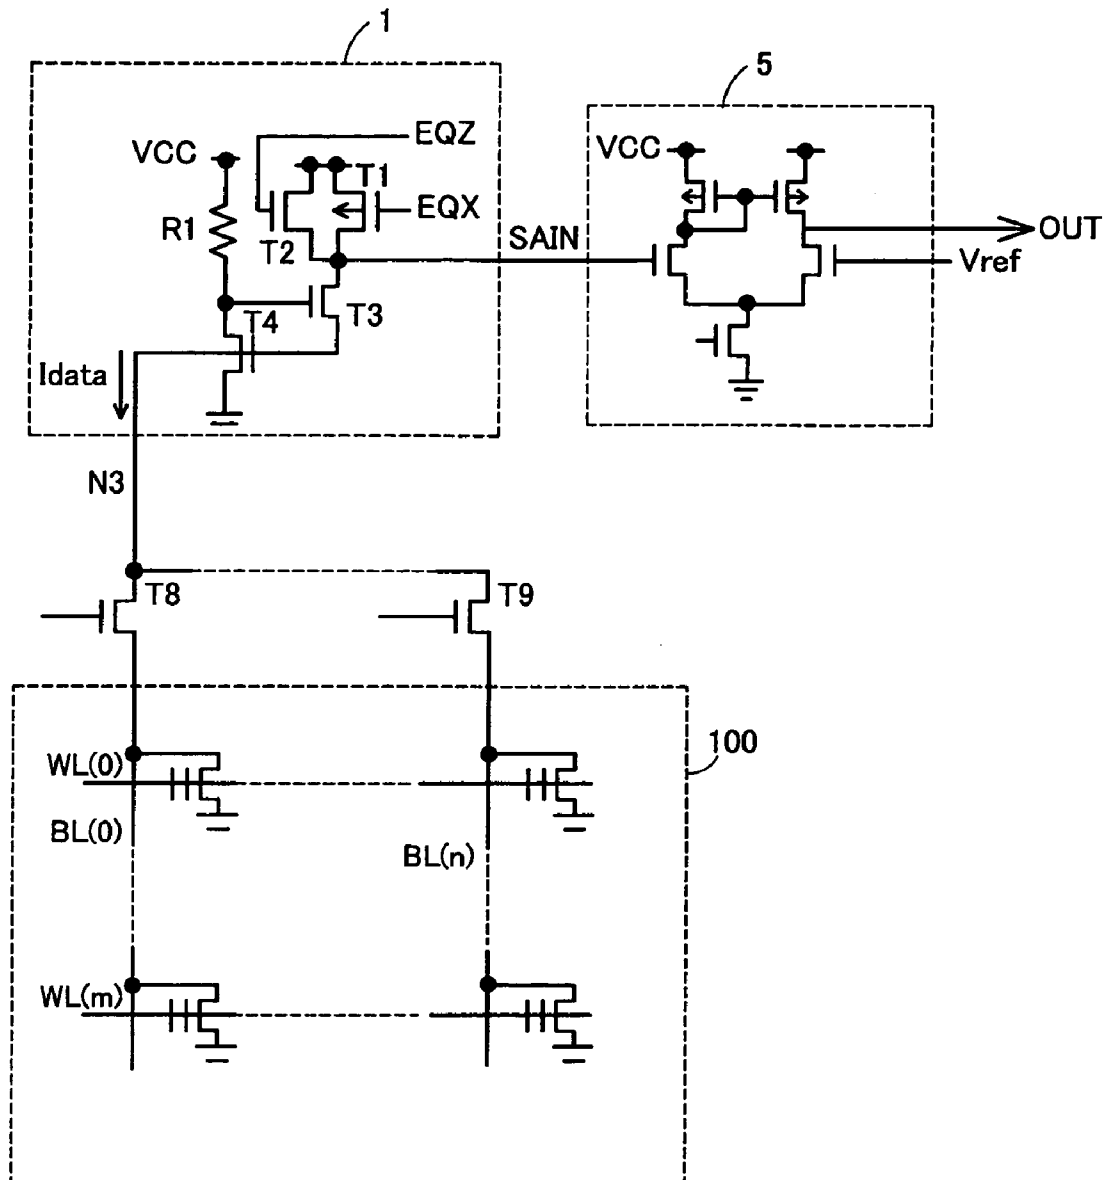 1
5
EQZ
VCC
T1
EQX
R1
T2
SAIN
VCC
OUT
Vref
T4
T3
Idata
N3
T8
T9
100
WL(0)
BL(0)
BL(n)
WL(m)